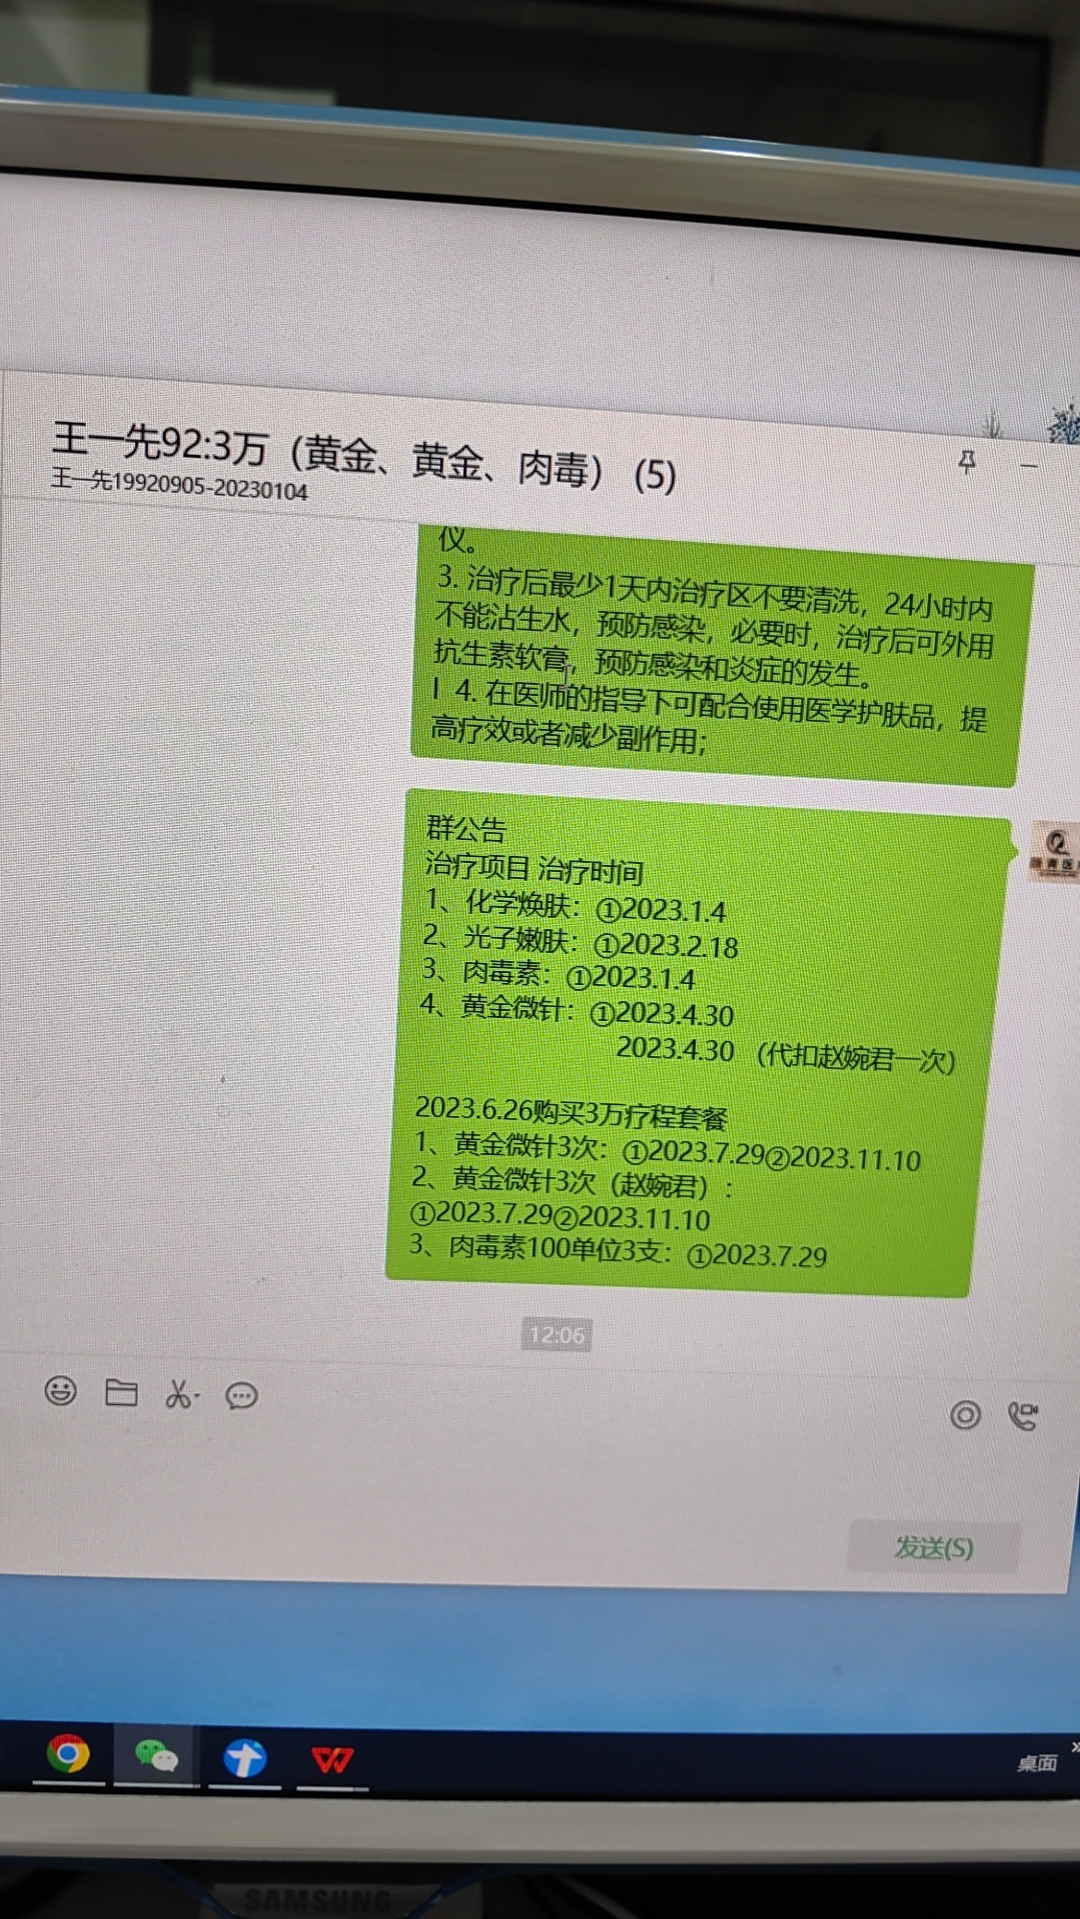 王一先92:3万（黄金、黄金、肉毒） (5)
王一先19920905-20230104
仪。
3. 治疗后最少1天内治疗区不要清洗，24小时内
不能沾生水，预防感染，必要时，治疗后可外用
抗生素软膏，预防感染和炎症的发生。
l 4. 在医师的指导下可配合使用医学护肤品，提
高疗效或者减少副作用；
群公告
治疗项目 治疗时间
1、化学焕肤：①2023.1.4
2、光子嫩肤：①2023.2.18
3、肉毒素：①2023.1.4
4、黄金微针：①2023.4.30
2023.4.30 （代扣赵婉君一次）
2023.6.26购买3万疗程套餐
1、黄金微针3次：①2023.7.29②2023.11.10
2、黄金微针3次（赵婉君）：
①2023.7.29②2023.11.10
3、肉毒素100单位3支：①2023.7.29
12:06
发送(S)
桌面
SAMSUNG